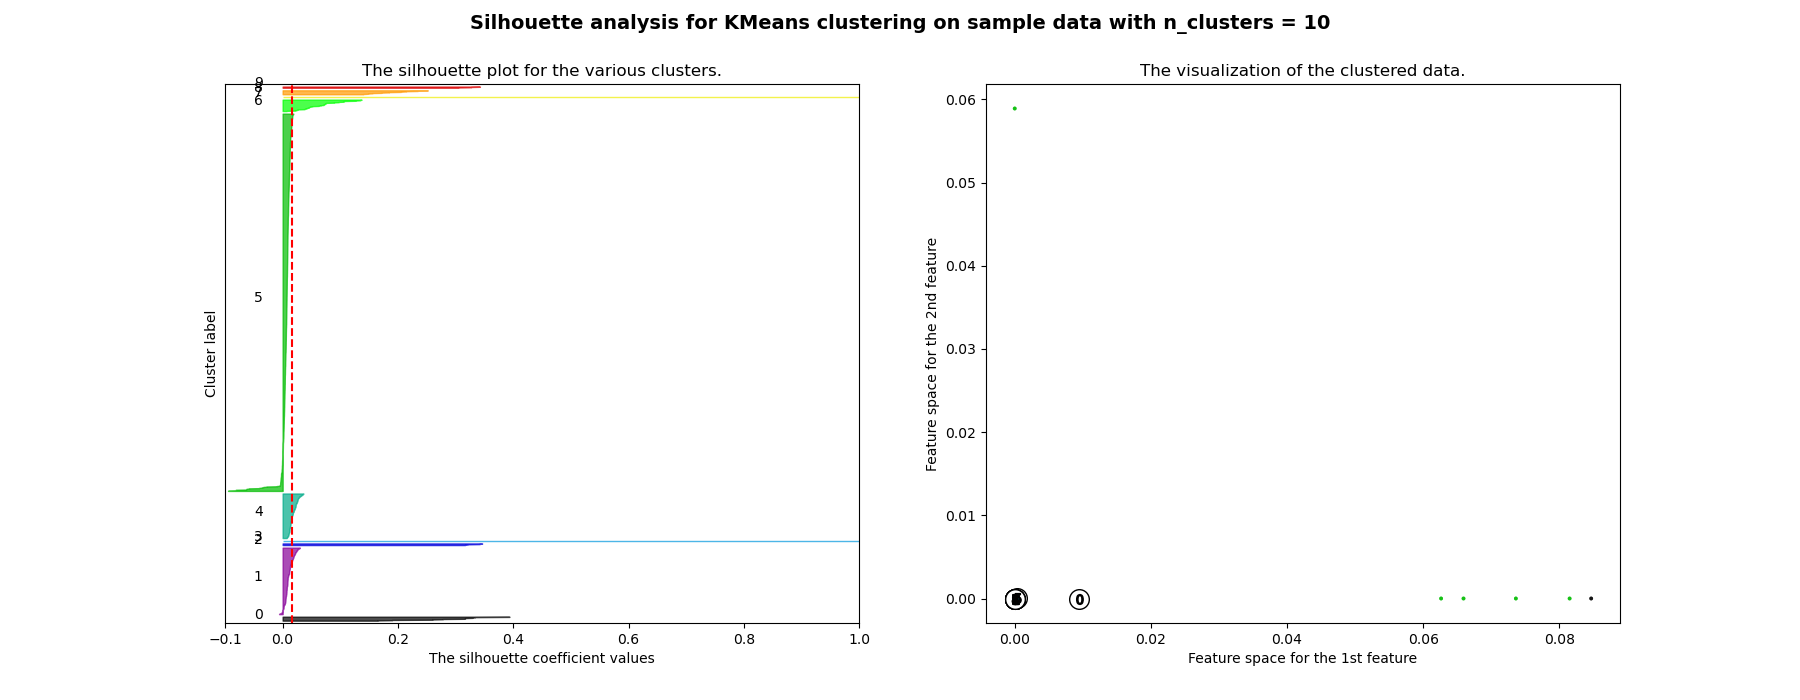 Silhouette analysis for KMeans clustering on sample data with n_clusters = 10
The silhouette plot for the various clusters.
9
8
7
6
5
4
3
2
1
0
Cluster label
−0.1 0.0 0.2 0.4 0.6 0.8 1.0
The silhouette coefficient values
The visualization of the clustered data.
0.06
0.05
0.04
0.03
0.02
0.01
0.00
Feature space for the 2nd feature
0
0.00 0.02 0.04 0.06 0.08
Feature space for the 1st feature